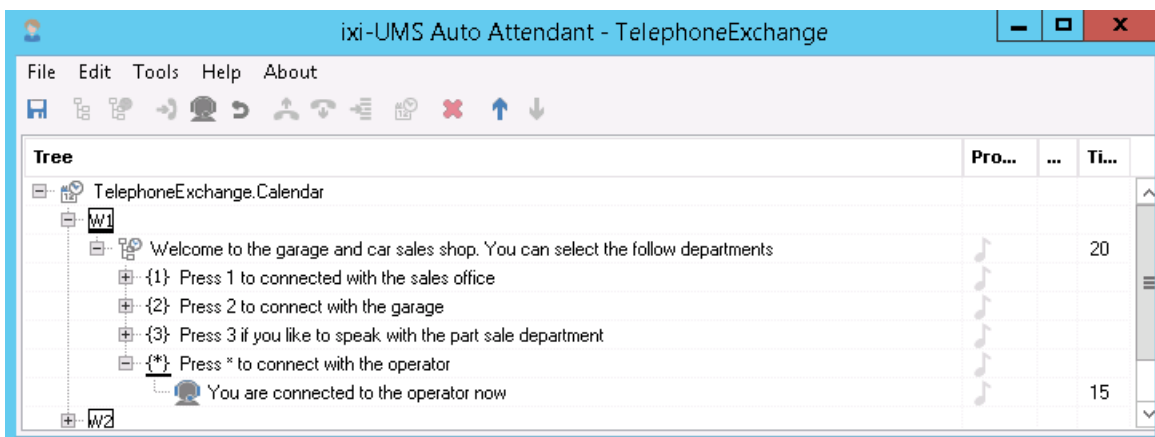 ixi-UMS Auto Attendant - TelephoneExchange
File Edit Tools Help About
Tree Pro... ... Ti...
TelephoneExchange.Calendar
W1
Welcome to the garage and car sales shop. You can select the follow departments 20
{1} Press 1 to connected with the sales office
{2} Press 2 to connect with the garage
{3} Press 3 if you like to speak with the part sale department
{*} Press * to connect with the operator
You are connected to the operator now 15
W2